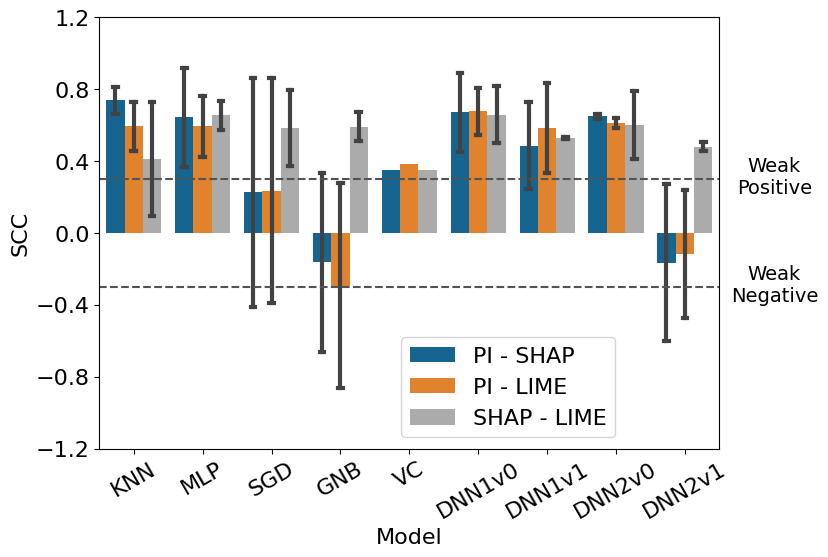 1.2
0.8
0.4
0.0
−0.4
−0.8
−1.2
SCC
Weak
Positive
Weak
Negative
PI - SHAP
PI - LIME
SHAP - LIME
KNN
MLP
SGD
GNB
VC
DNN1v0
DNN1v1
DNN2v0
DNN2v1
Model